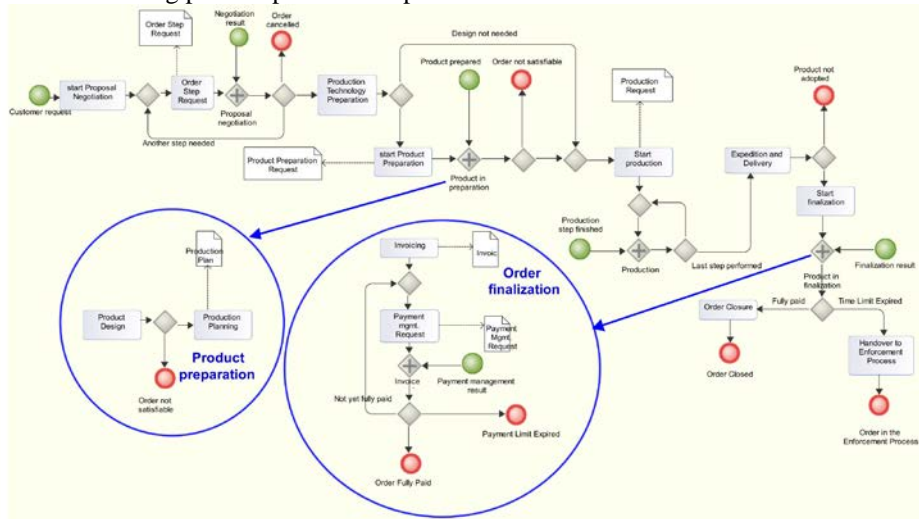 Order Step
Request
Negotiation
result
Order
cancelled
Design not needed
start Proposal
Negotiation
Order
Step
Request
Production
Technology
Preparation
Product prepared
Order not satisfiable
Production
Request
Product not
adopted
Customer request
Proposal
negotiation
Another step needed
Product Preparation
Request
start Product
Preparation
Product in
preparation
Start
production
Expedition and
Delivery
Start
finalization
Production
step finished
Production
Last step performed
Product in
finalization
Finalization result
Fully paid
Time Limit Expired
Order Closure
Handover to
Enforcement
Process
Order Closed
Order in the
Enforcement Process
Production
Plan
Product
Design
Production
Planning
Product
preparation
Order not
satisfiable
Invoicing
Invoic
Order
finalization
Payment
mgmt.
Request
Payment
Mgmt.
Request
Invoice
Payment management
result
Not yet fully paid
Payment Limit Expired
Order Fully Paid